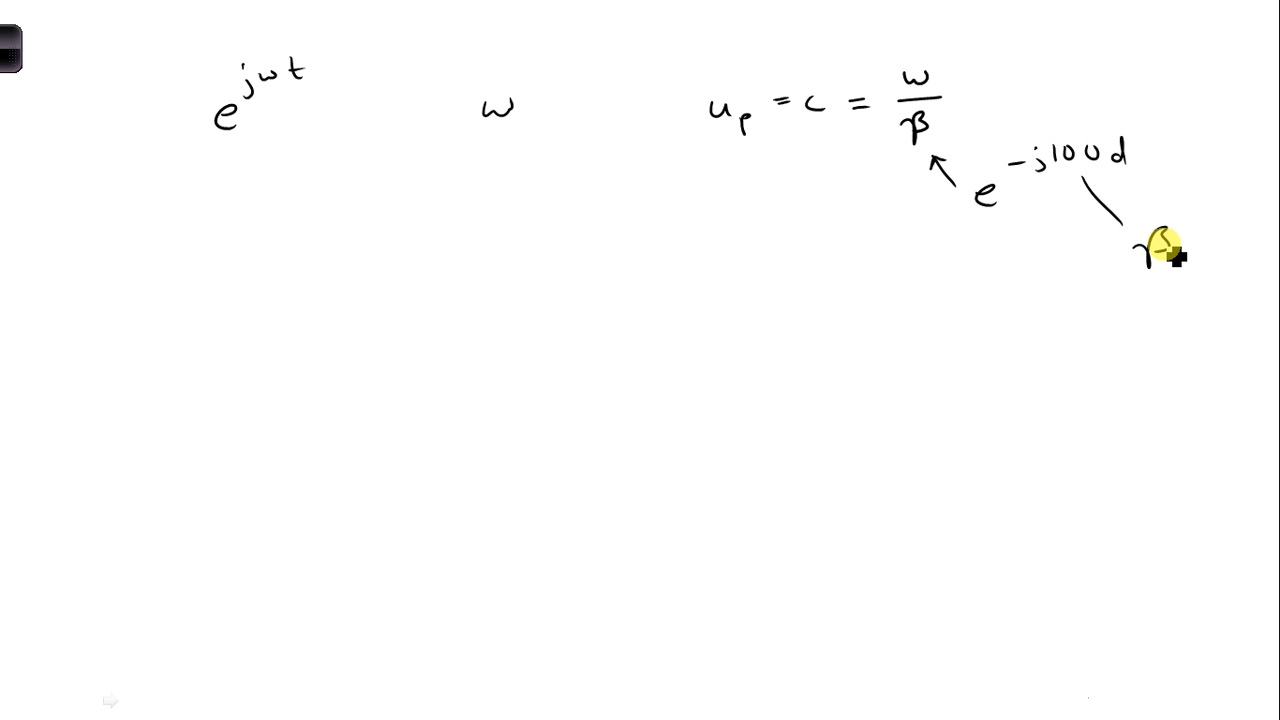 e^{jωt} ω u_p = c = ω/β
e^{-j100d}
β